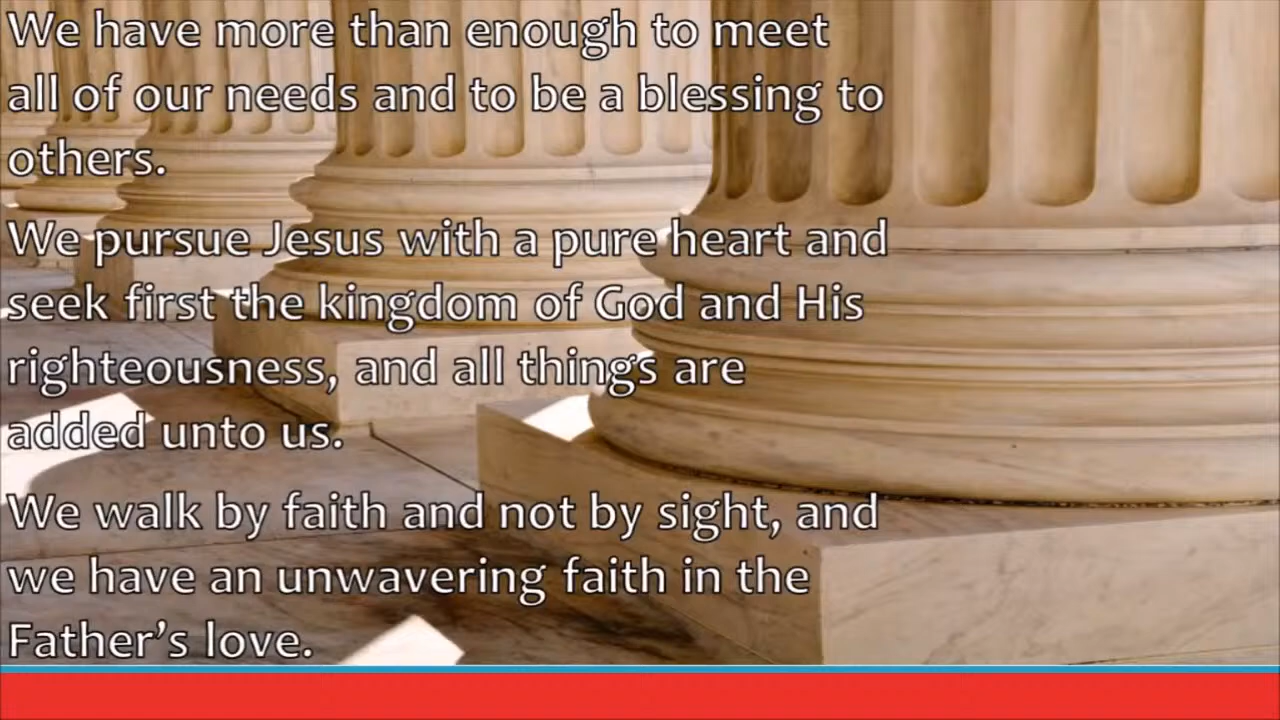 We have more than enough to meet
all of our needs and to be a blessing to
others.
We pursue Jesus with a pure heart and
seek first the kingdom of God and His
righteousness, and all things are
added unto us.
We walk by faith and not by sight, and
we have an unwavering faith in the
Father’s love.